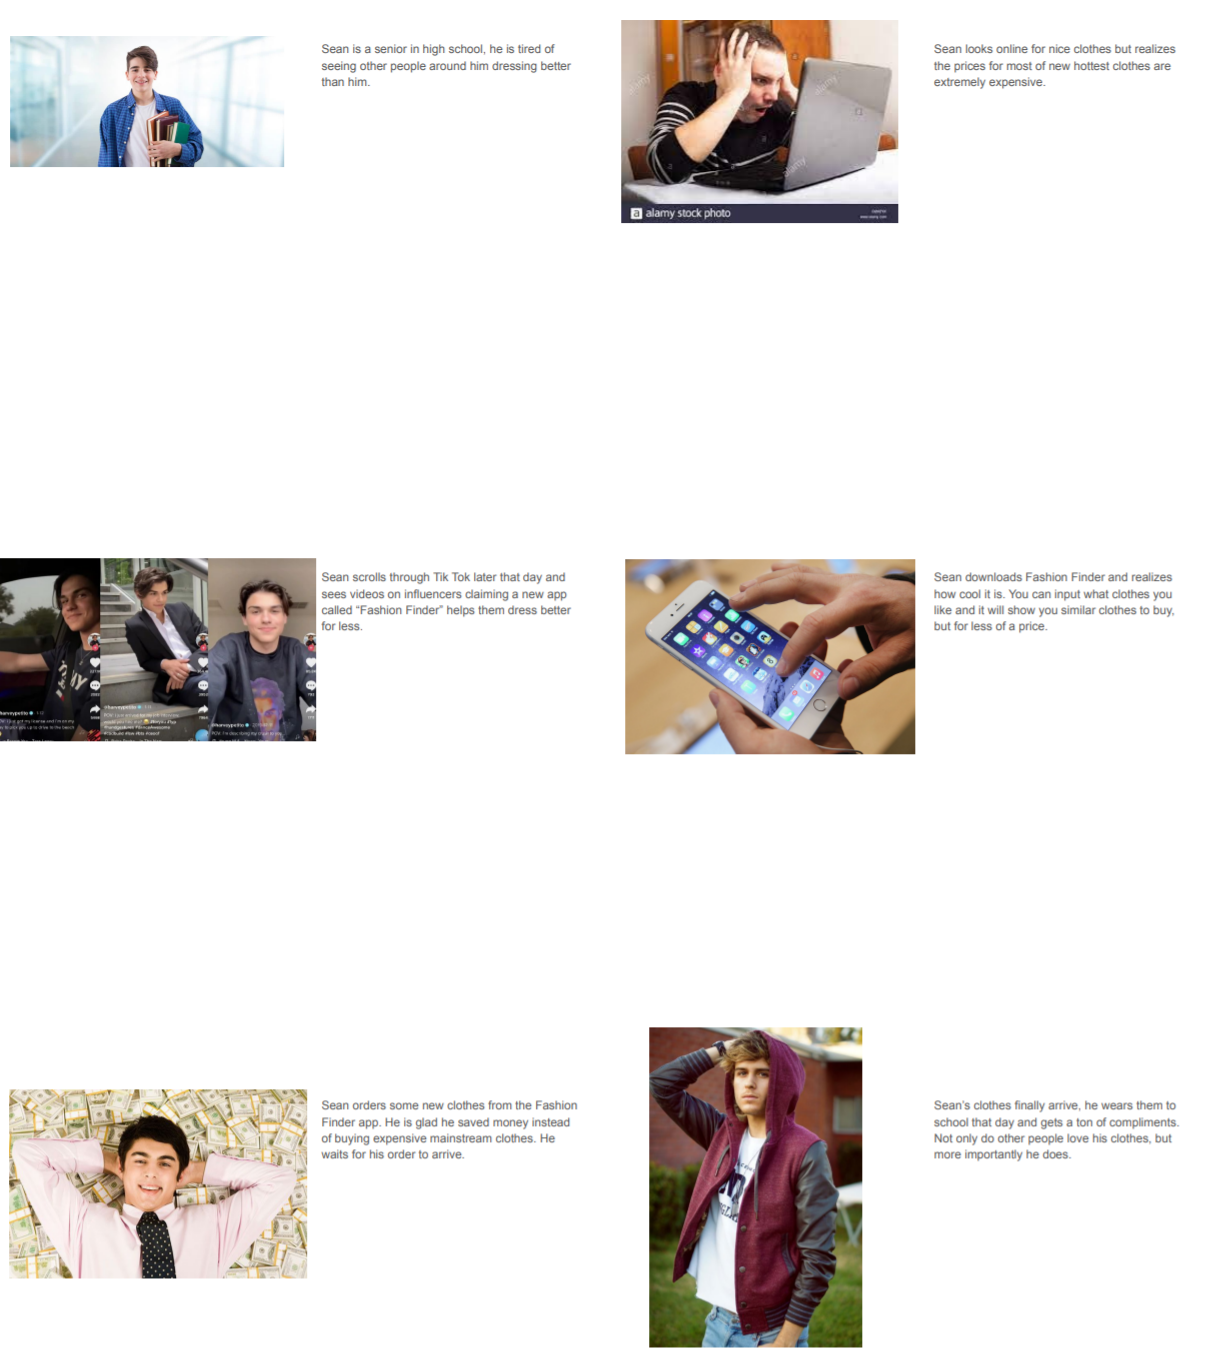 Sean is a senior in high school, he is tired of
seeing other people around him dressing better
than him.
alamy
alamy
alamy
a alamy stock photo
Sean looks online for nice clothes but realizes
the prices for most of new hottest clothes are
extremely expensive.
Sean scrolls through Tik Tok later that day and
sees videos on influencers claiming a new app
called “Fashion Finder” helps them dress better
for less.
Sean downloads Fashion Finder and realizes
how cool it is. You can input what clothes you
like and it will show you similar clothes to buy,
but for less of a price.
Sean orders some new clothes from the Fashion
Finder app. He is glad he saved money instead
of buying expensive mainstream clothes. He
waits for his order to arrive.
Sean’s clothes finally arrive, he wears them to
school that day and gets a ton of compliments.
Not only do other people love his clothes, but
more importantly he does.